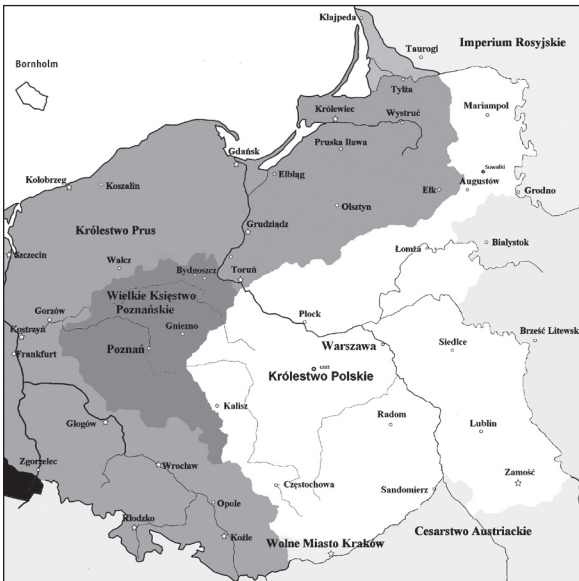 Kłajpeda
Taurogi
Imperium Rosyjskie
Bornholm
Tylża
Królewiec
Wystruć
Mariampol
Pruska Iława
Gdańsk
Suwałki
Kołobrzeg
Koszalin
Elbląg
Ełk
Augustów
Grodno
Olsztyn
Królestwo Prus
Grudziądz
Białystok
Szczecin
Wałcz
Łomża
Bydgoszcz
Toruń
Wielkie Księstwo
Poznańskie
Gorzów
Gniezno
Płock
Kostrzyń
Brześć Litewsk
Poznań
Warszawa
Siedlce
Frankfurt
Łódź
Królestwo Polskie
Kalisz
Radom
Głogów
Lublin
Zgorzelec
Wrocław
Zamość
Częstochowa
Sandomierz
Opole
Kłodzko
Koźle
Cesarstwo Austriackie
Wolne Miasto Kraków